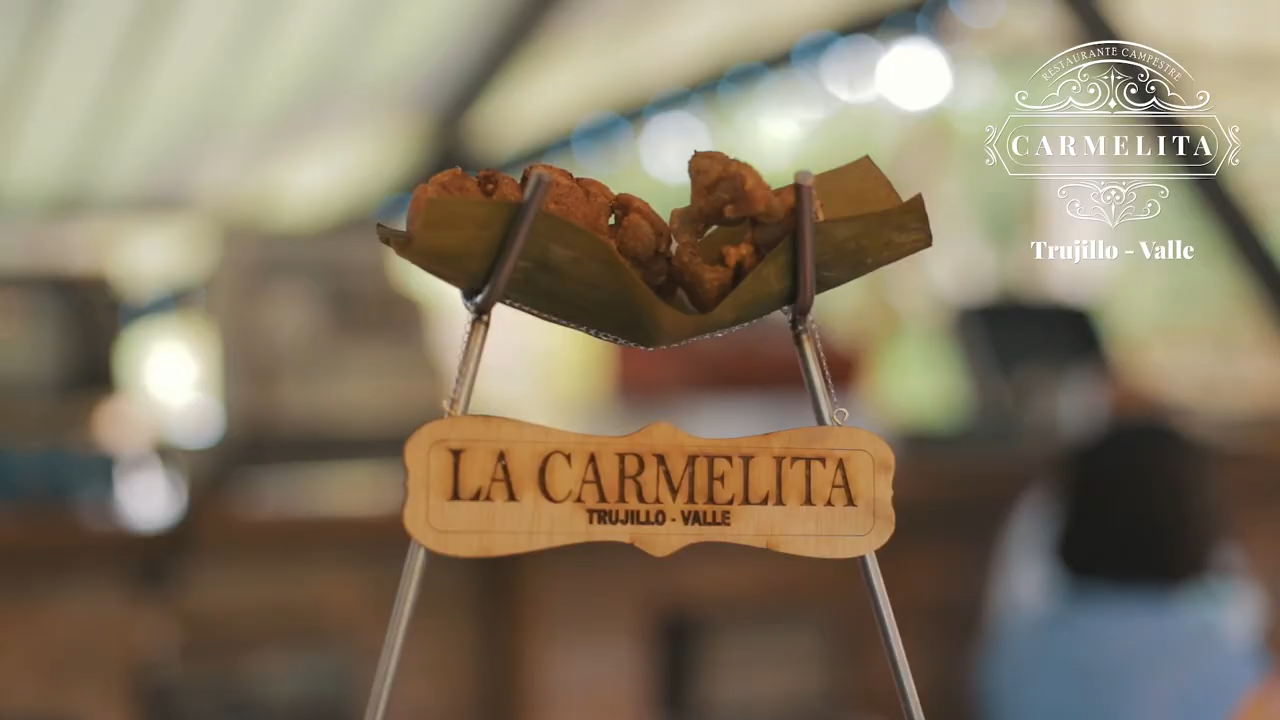 RESTAURANTE CAMPESTRE
CARMELITA
Trujillo - Valle
LA CARMELITA
TRUJILLO - VALLE